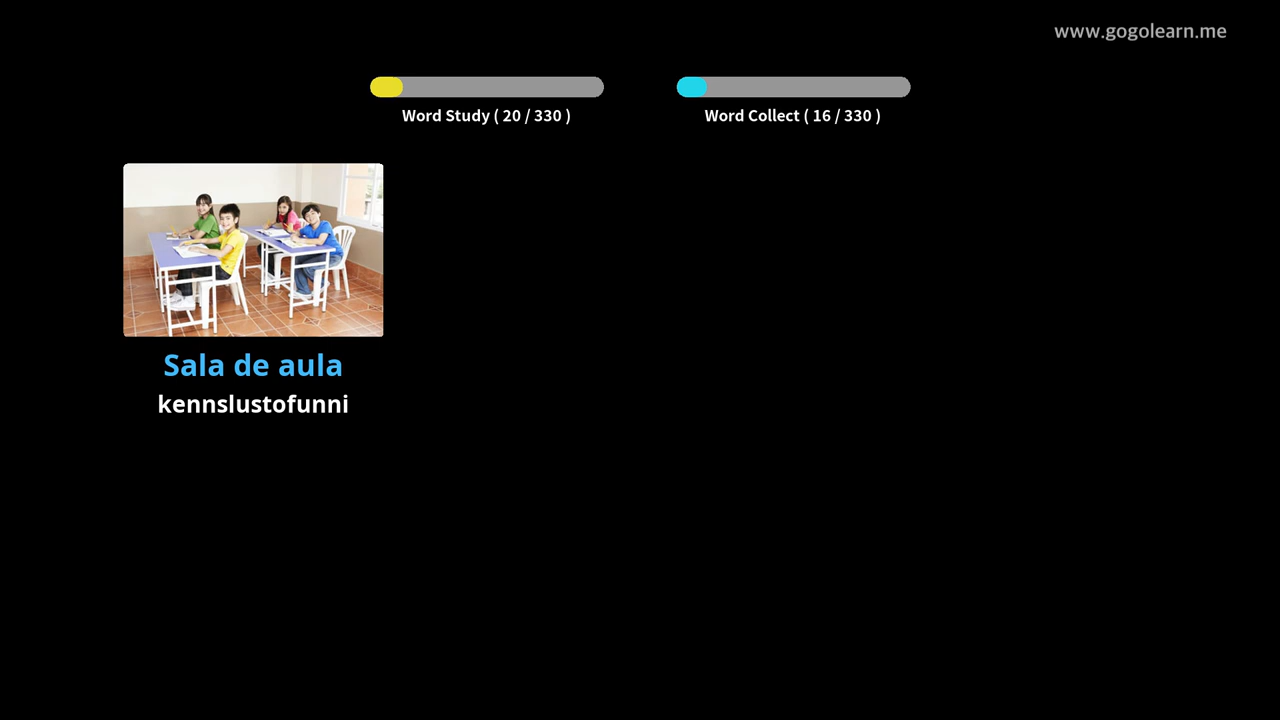 www.gogolearn.me
Word Study ( 20 / 330 )
Word Collect ( 16 / 330 )
Sala de aula
kennslustofunni